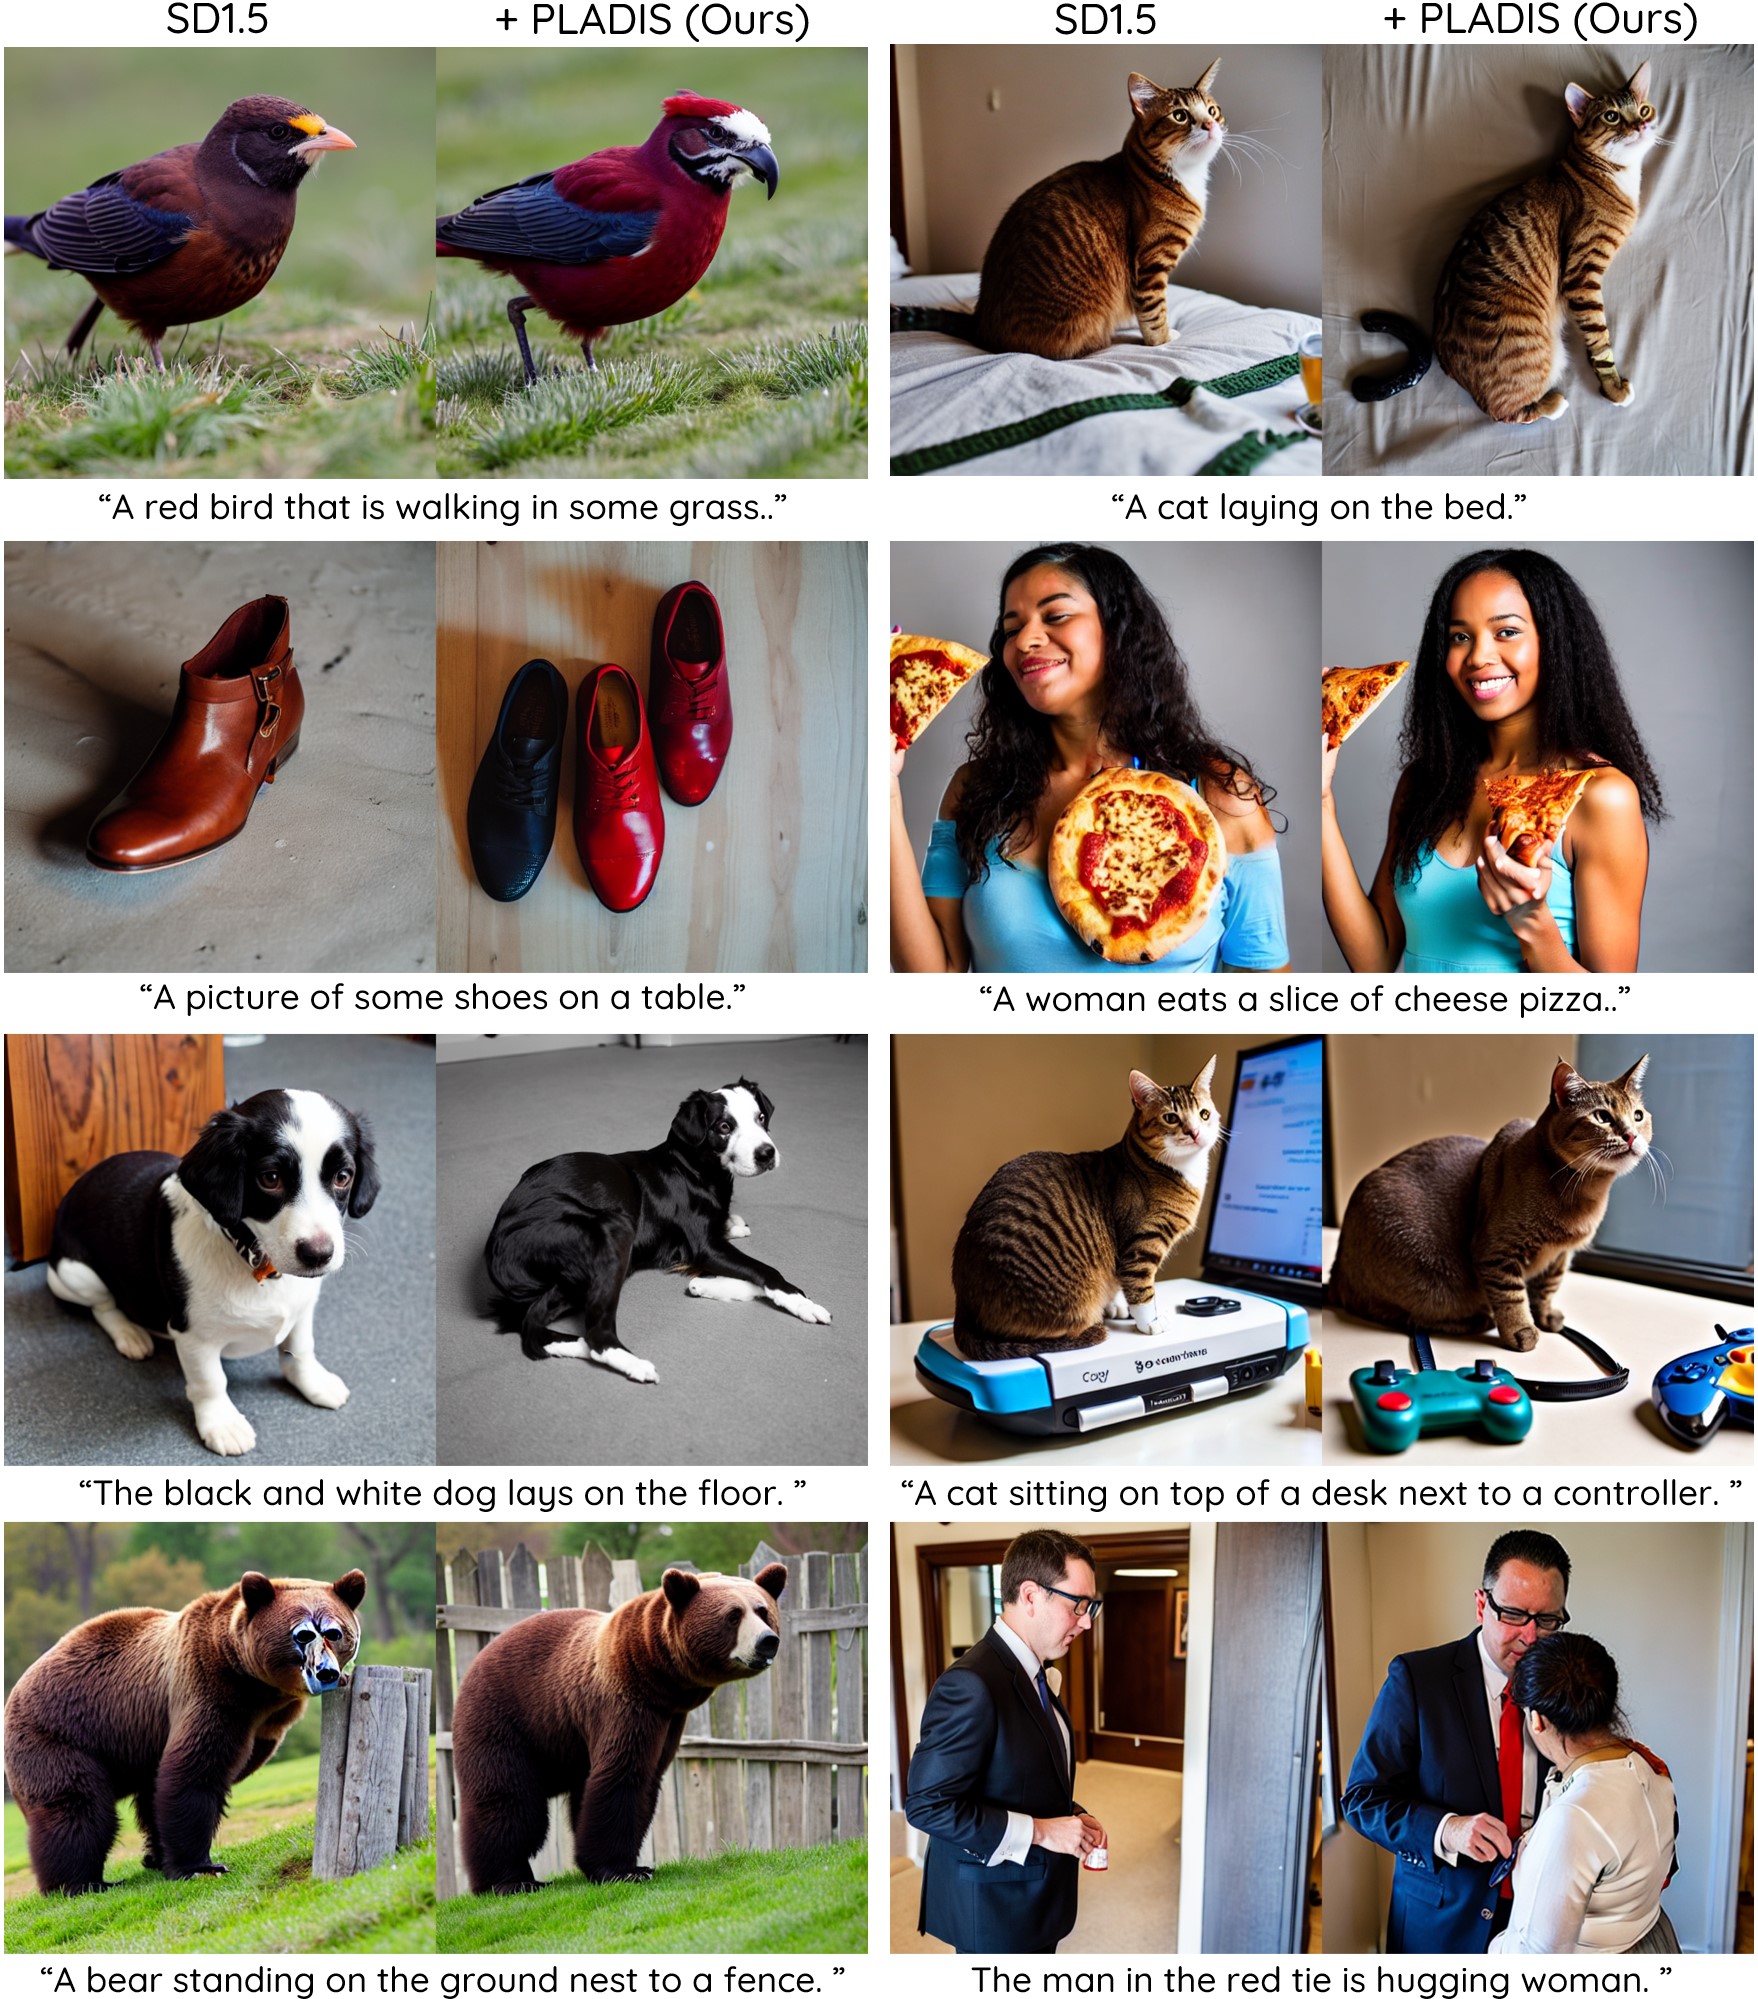 SD1.5 + PLADIS (Ours) SD1.5 + PLADIS (Ours)
“A red bird that is walking in some grass..” “A cat laying on the bed.”
“A picture of some shoes on a table.” “A woman eats a slice of cheese pizza..”
“The black and white dog lays on the floor. ” “A cat sitting on top of a desk next to a controller. ”
“A bear standing on the ground nest to a fence. ” The man in the red tie is hugging woman. ”